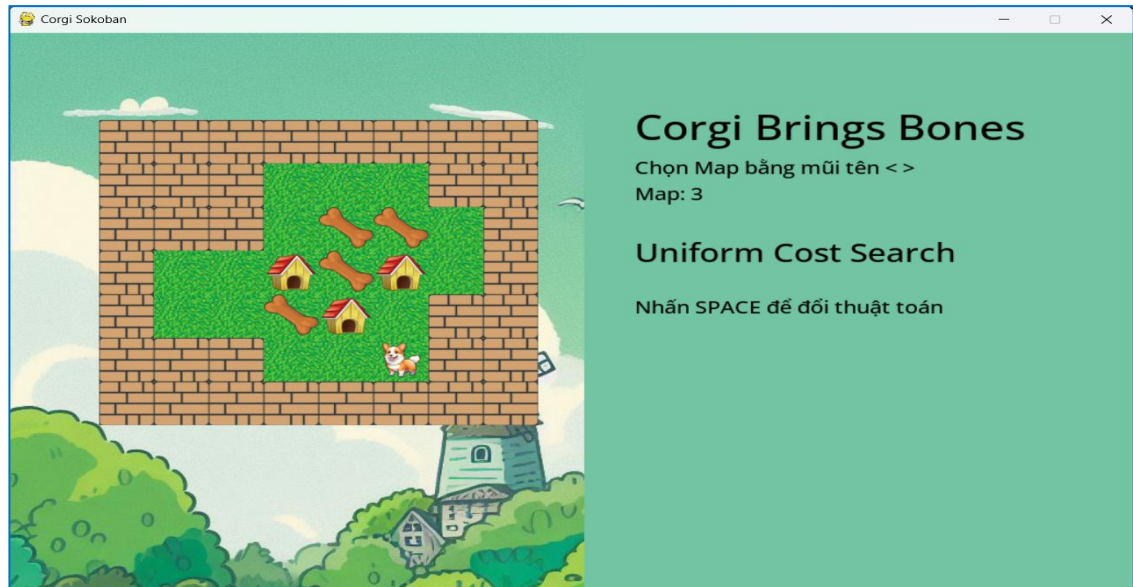 Corgi Sokoban
Corgi Brings Bones
Chọn Map bằng mũi tên < >
Map: 3
Uniform Cost Search
Nhấn SPACE để đổi thuật toán